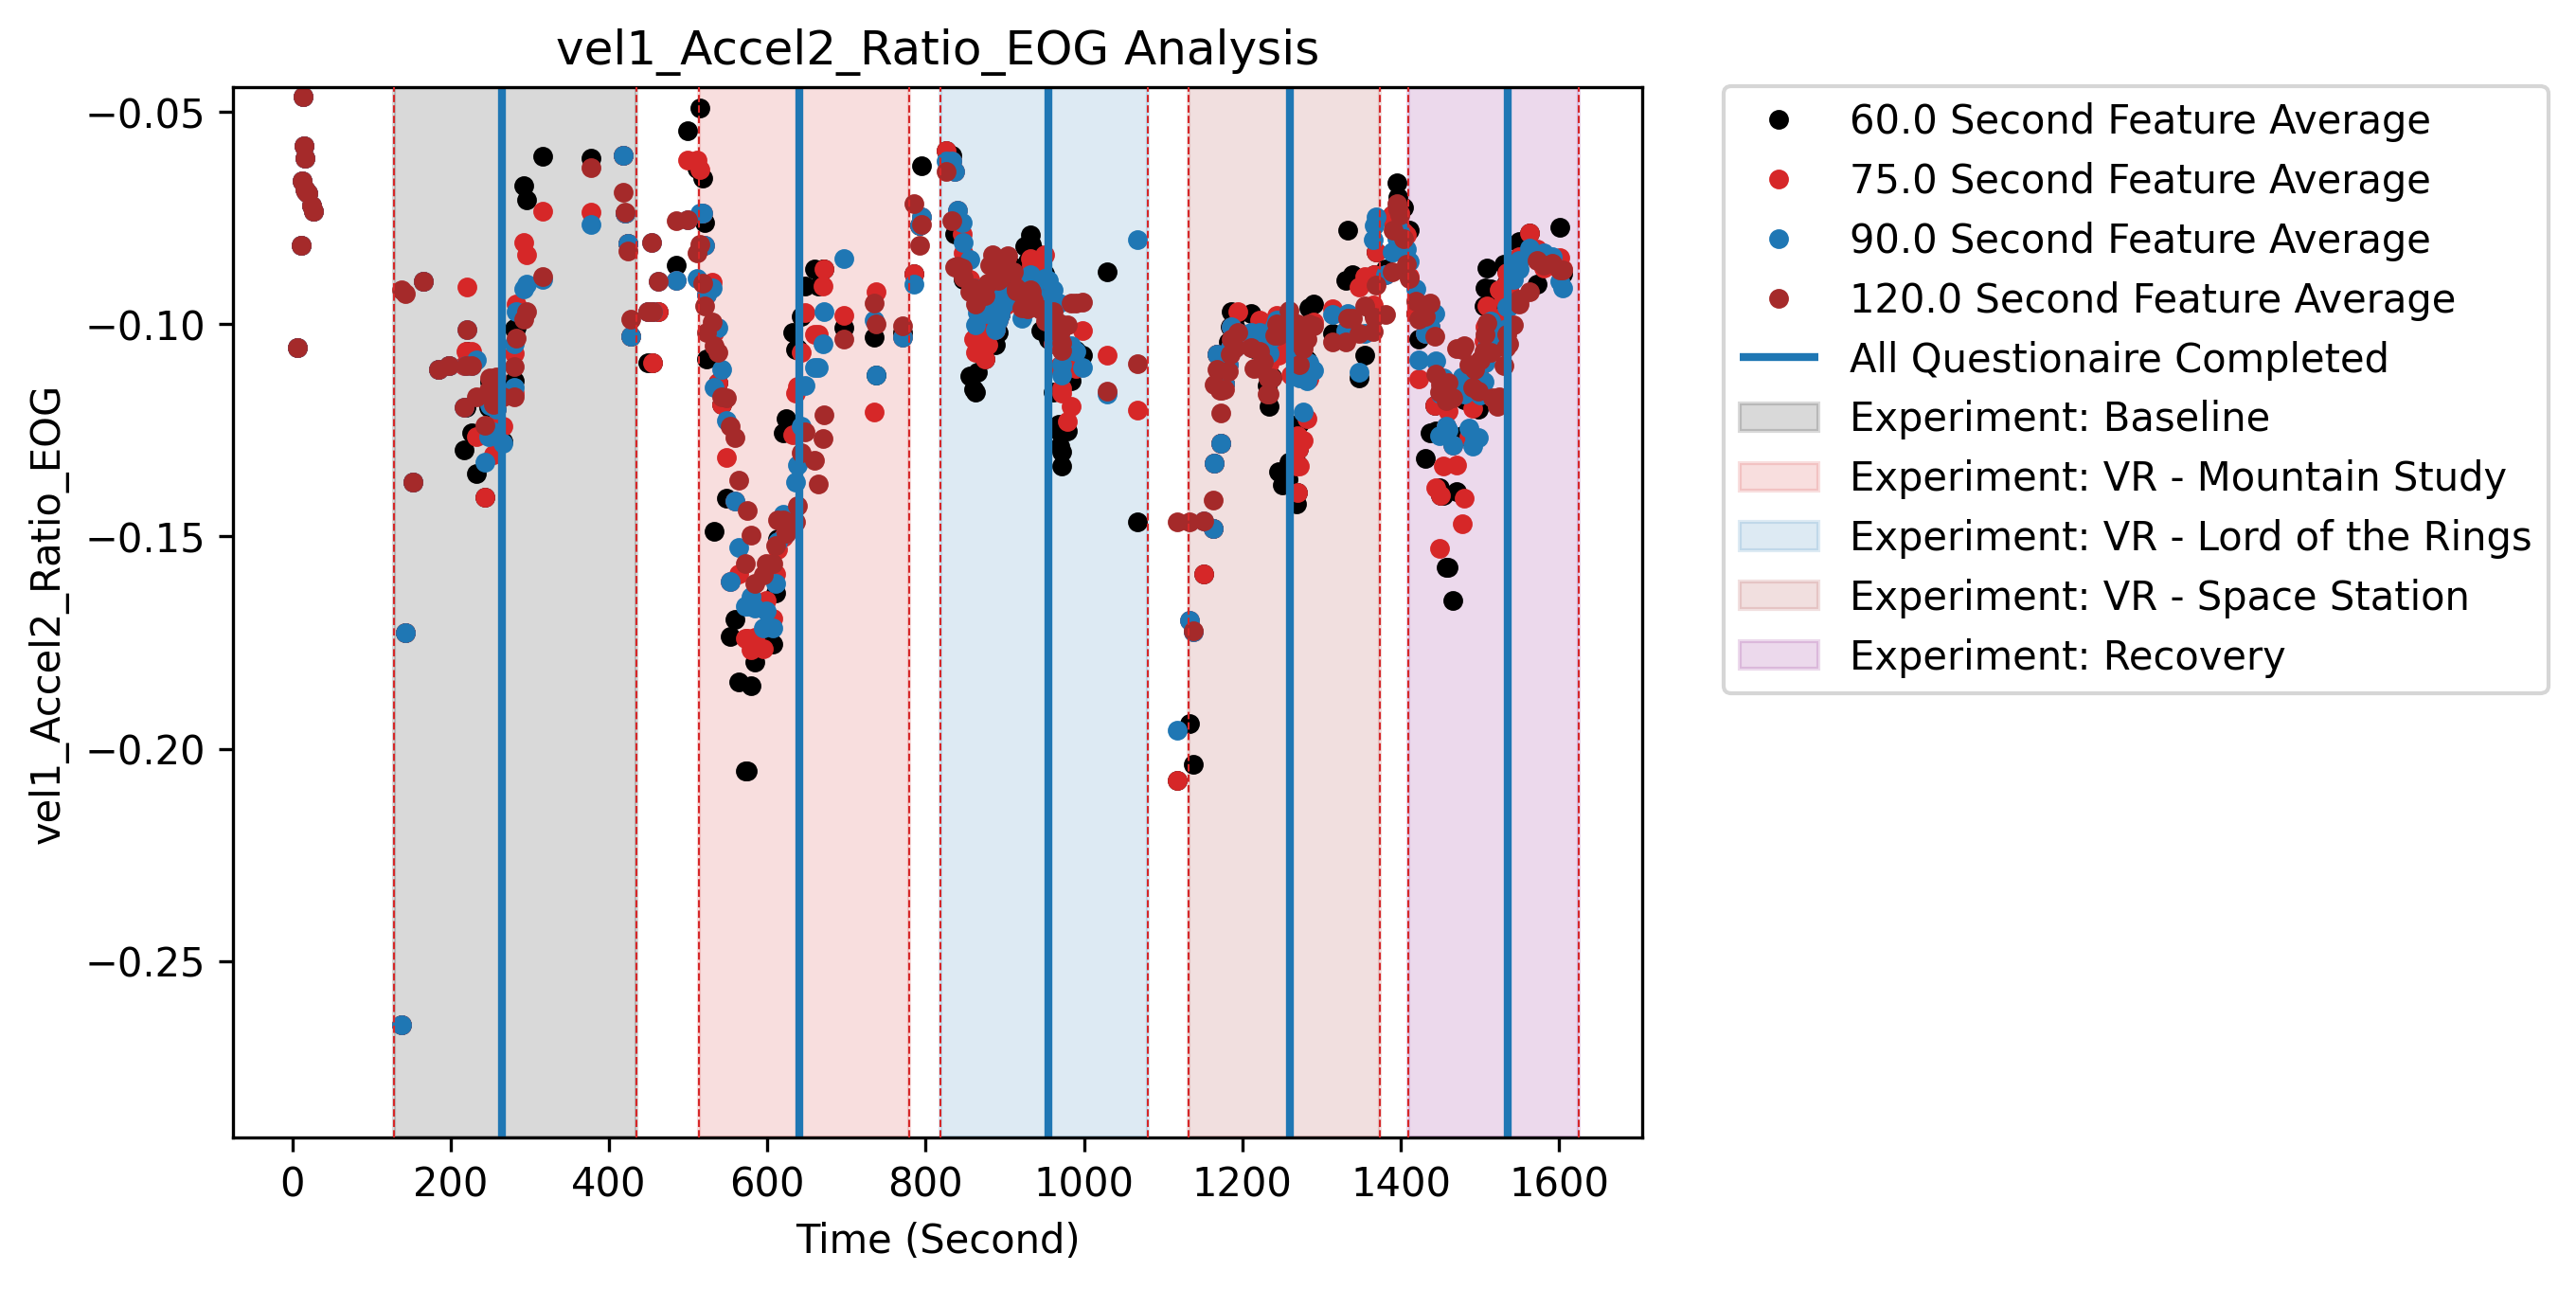 vel1_Accel2_Ratio_EOG Analysis
vel1_Accel2_Ratio_EOG
−0.05
−0.10
−0.15
−0.20
−0.25
0 200 400 600 800 1000 1200 1400 1600
Time (Second)
60.0 Second Feature Average
75.0 Second Feature Average
90.0 Second Feature Average
120.0 Second Feature Average
All Questionaire Completed
Experiment: Baseline
Experiment: VR - Mountain Study
Experiment: VR - Lord of the Rings
Experiment: VR - Space Station
Experiment: Recovery